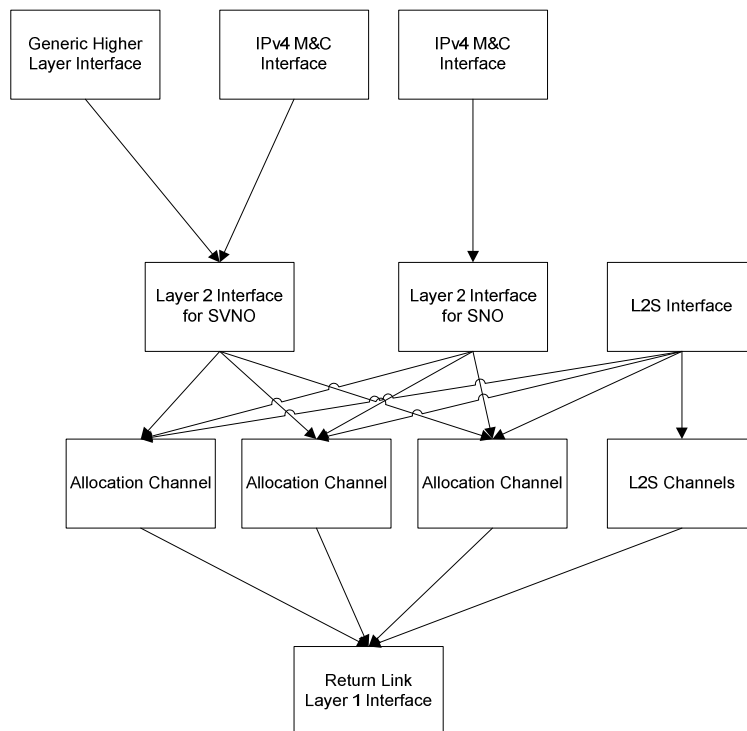 Generic Higher
Layer Interface
IPv4 M&C
Interface
IPv4 M&C
Interface
Layer 2 Interface
for SVNO
Layer 2 Interface
for SNO
L2S Interface
Allocation Channel
Allocation Channel
Allocation Channel
L2S Channels
Return Link
Layer 1 Interface